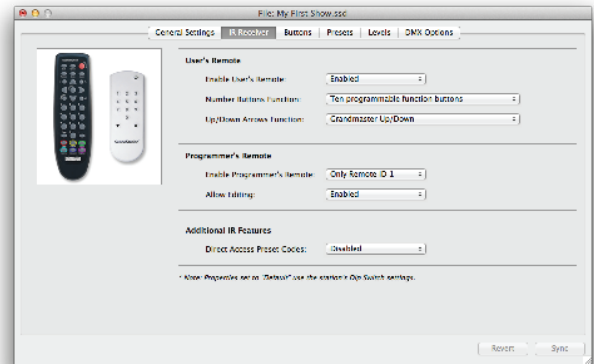 File: My First Show.ssd
General Settings IR Receiver Buttons Presets Levels DMX Options
User's Remote
Enable User's Remote: Enabled
Number Buttons Function: Ten programmable function buttons
Up/Down Arrows Function: Grandmaster Up/Down
Programmer's Remote
Enable Programmer's Remote: Only Remote ID 1
Allow Editing: Enabled
Additional IR Features
Direct Access Preset Codes: Disabled
* Note: Properties set to "Default" use the station's Dip Switch settings.
Revert Sync